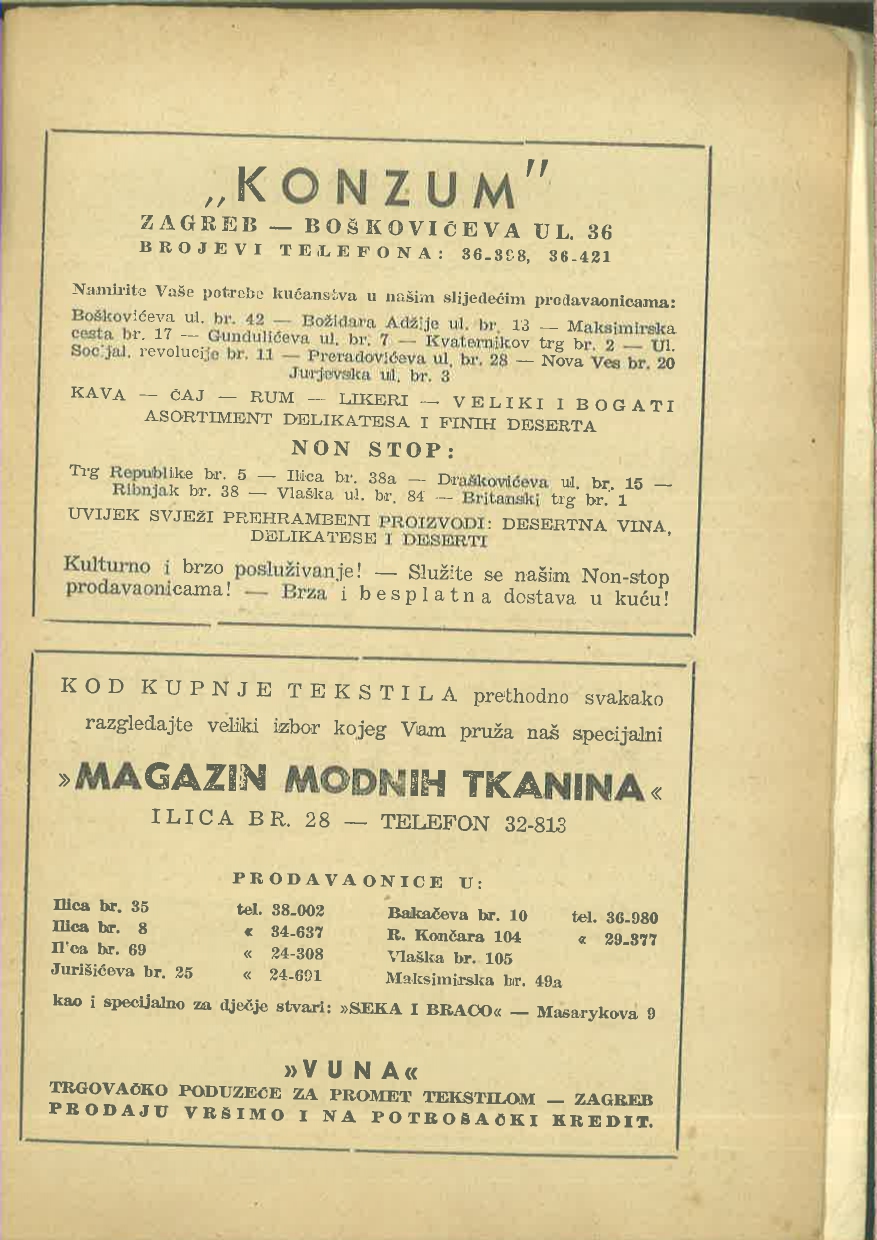 „KONZUM"
ZAGREB — BOŠKOVIĆEVA UL. 36
BROJEVI TELEFONA: 36-398, 36-421
Namirite Vaše potrebe kućanstva u našim slijedećim prodavaonicama:
Boškovićeva ul. br. 42 — Božidara Adžije ul. br. 13 — Maksimirska
cesta br. 17 — Gundulićeva ul. br. 7 — Kvaternikov trg br. 2 — Ul.
Socijal. revolucije br. 11 — Preradovićeva ul. br. 28 — Nova Ves br. 20
Jurjevska ul. br. 3
KAVA — ČAJ — RUM — LIKERI — VELIKI I BOGATI
ASORTIMENT DELIKATESA I FINIH DESERTA
NON STOP:
Trg Republike br. 5 — Ilica br. 38a — Draškovićeva ul. br. 15 —
Ribnjak br. 38 — Vlaška ul. br. 84 — Britanski trg br. 1
UVIJEK SVJEŽI PREHRAMBENI PROIZVODI: DESERTNA VINA,
DELIKATESE I DESERTI
Kulturno i brzo posluživanje! — Služite se našim Non-stop
prodavaonicama! — Brza i besplatna dostava u kuću!
KOD KUPNJE TEKSTILA prethodno svakako
razgledajte veliki izbor kojeg Vam pruža naš specijalni
»MAGAZIN MODNIH TKANINA«
ILICA BR. 28 — TELEFON 32-813
PRODAVAONICE U:
Ilica br. 35 tel. 38-002 Bakačeva br. 10 tel. 36-980
Ilica br. 8 « 34-637 R. Končara 104 « 29-377
Il'ca br. 69 « 24-308 Vlaška br. 105
Jurišićeva br. 25 « 24-691 Maksimirska br. 49a
kao i specijalno za dječje stvari: »SEKA I BRACO« — Masarykova 9
»VUNA«
TRGOVAČKO PODUZEĆE ZA PROMET TEKSTILOM — ZAGREB
PRODAJU VRŠIMO I NA POTROŠAČKI KREDIT.